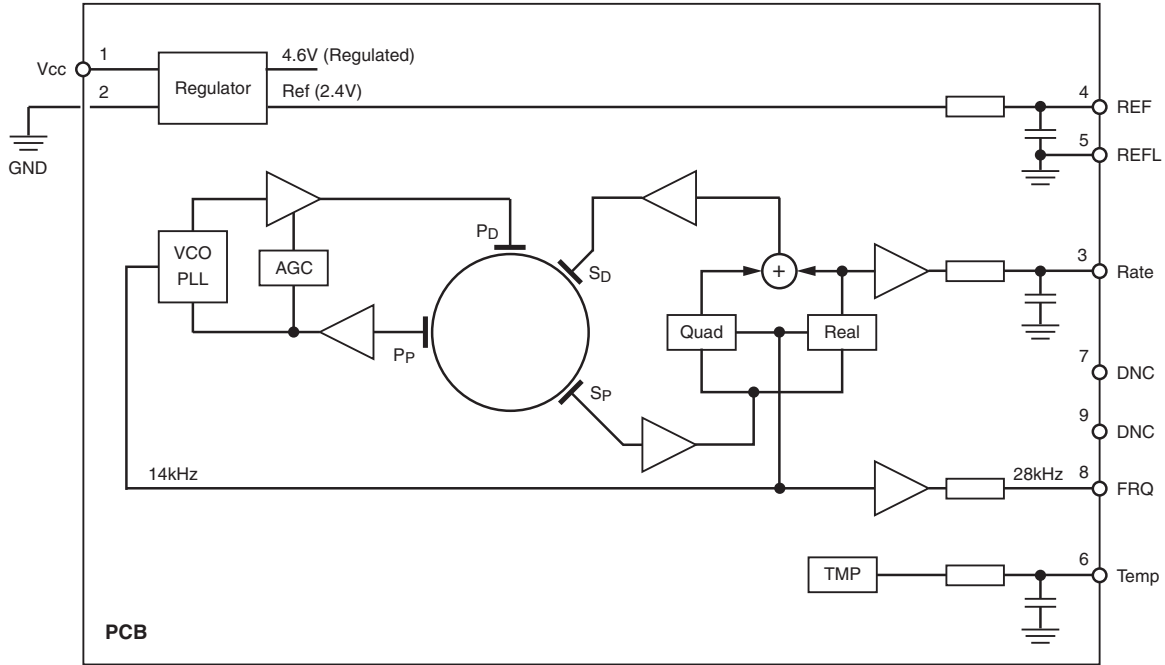 1
4.6V (Regulated)
Vcc
Regulator
2
Ref (2.4V)
4
REF
GND
5
REFL
PD
VCO
PLL
AGC
SD
+
3
Rate
Quad
Real
PP
7
DNC
SP
9
DNC
14kHz
28kHz
8
FRQ
6
TMP
Temp
PCB